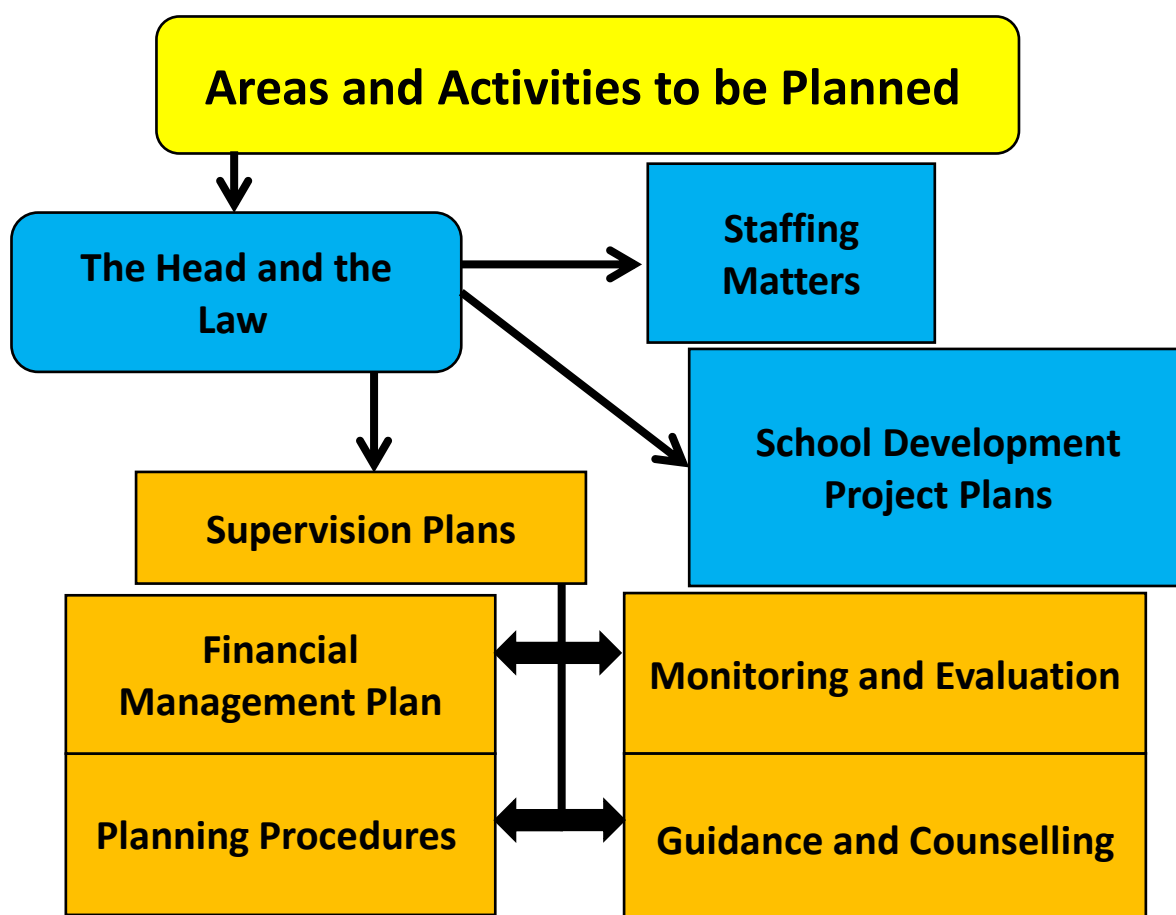 Areas and Activities to be Planned
The Head and the
Law
Staffing
Matters
School Development
Project Plans
Supervision Plans
Financial
Management Plan
Monitoring and Evaluation
Planning Procedures
Guidance and Counselling